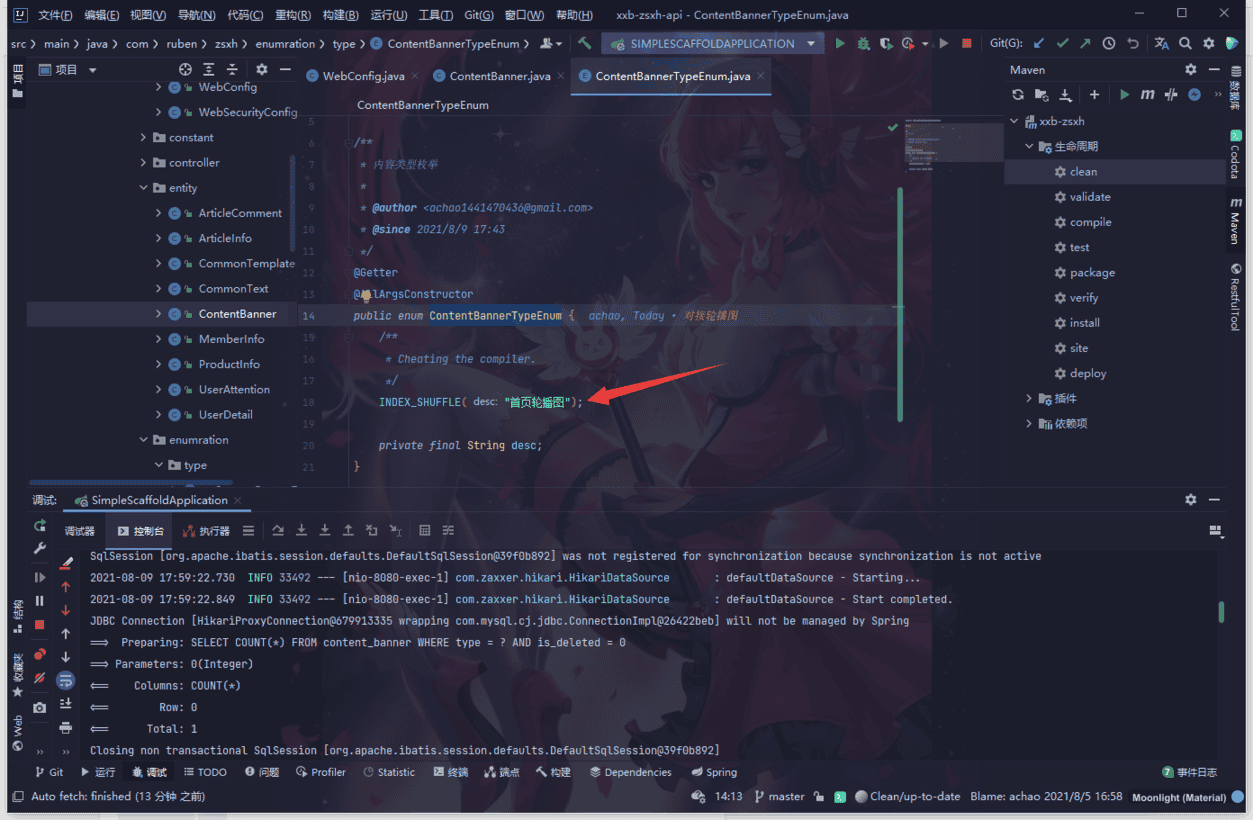 文件(F) 编辑(E) 视图(V) 导航(N) 代码(C) 重构(R) 构建(B) 运行(U) 工具(T) Git(G) 窗口(W) 帮助(H) xxb-zsxh-api - ContentBannerTypeEnum.java
src main java com ruben zsxh enumration type ContentBannerTypeEnum SIMPLESCAFFOLDAPPLICATION Git(G):
项目
WebConfig.java ContentBanner.java ContentBannerTypeEnum.java
Maven
ContentBannerTypeEnum
WebConfig
WebSecurityConfig
constant
controller
entity
ArticleComment
ArticleInfo
CommonTemplate
CommonText
ContentBanner
MemberInfo
ProductInfo
UserAttention
UserDetail
enumration
type
5
6 /**
7 * 内容类型枚举
8 *
9 * @author <achao1441470436@gmail.com>
10 * @since 2021/8/9 17:43
11 */
12 @Getter
13 @AllArgsConstructor
14 public enum ContentBannerTypeEnum { achao, Today · 对接轮播图
15 /**
16 * Cheating the compiler.
17 */
18 INDEX_SHUFFLE( desc: "首页轮播图");
19
20 private final String desc;
21 }
xxb-zsxh
生命周期
clean
validate
compile
test
package
verify
install
site
deploy
插件
依赖项
项目
结构
收藏夹
Web
数据库
Codota
Maven
RestfulTool
调试: SimpleScaffoldApplication
调试器 控制台 执行器
SqlSession [org.apache.ibatis.session.defaults.DefaultSqlSession@39f0b892] was not registered for synchronization because synchronization is not active
2021-08-09 17:59:22.730 INFO 33492 --- [nio-8080-exec-1] com.zaxxer.hikari.HikariDataSource : defaultDataSource - Starting...
2021-08-09 17:59:22.849 INFO 33492 --- [nio-8080-exec-1] com.zaxxer.hikari.HikariDataSource : defaultDataSource - Start completed.
JDBC Connection [HikariProxyConnection@679913335 wrapping com.mysql.cj.jdbc.ConnectionImpl@26422beb] will not be managed by Spring
==> Preparing: SELECT COUNT(*) FROM content_banner WHERE type = ? AND is_deleted = 0
==> Parameters: 0(Integer)
<== Columns: COUNT(*)
<== Row: 0
<== Total: 1
Closing non transactional SqlSession [org.apache.ibatis.session.defaults.DefaultSqlSession@39f0b892]
Git 运行 调试 TODO 问题 Profiler Statistic 终端 端点 构建 Dependencies Spring 7 事件日志
Auto fetch: finished (13 分钟 之前) 14:13 master Clean/up-to-date Blame: achao 2021/8/5 16:58 Moonlight (Material)